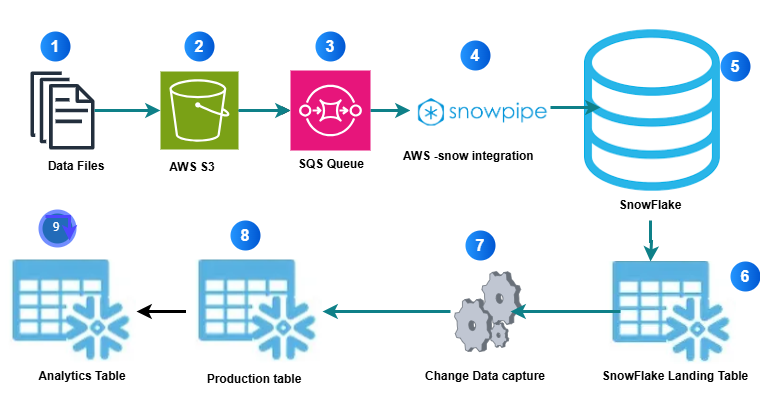 1
2
3
4
5
Data Files
AWS S3
SQS Queue
snowpipe
AWS -snow integration
SnowFlake
9
8
7
6
Analytics Table
Production table
Change Data capture
SnowFlake Landing Table